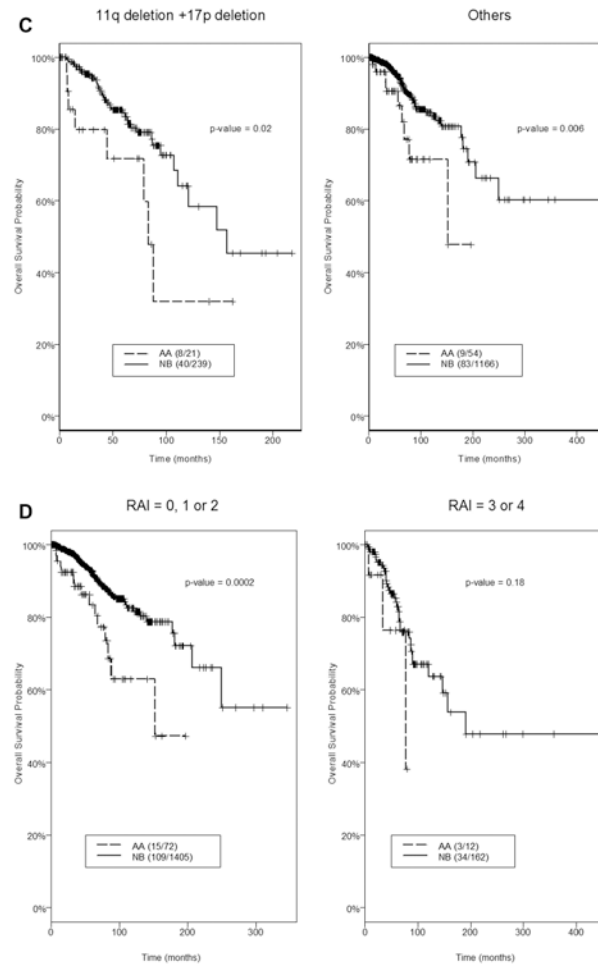 C
11q deletion +17p deletion
100%
80%
60%
40%
20%
0%
Overall Survival Probability
p-value = 0.02
AA (8/21)
NB (40/239)
0 50 100 150 200
Time (months)
Others
100%
80%
60%
40%
20%
0%
Overall Survival Probability
p-value = 0.006
AA (9/54)
NB (83/1166)
0 100 200 300 400
Time (months)
D
RAI = 0, 1 or 2
100%
80%
60%
40%
20%
0%
Overall Survival Probability
p-value = 0.0002
AA (15/72)
NB (109/1405)
0 100 200 300
Time (months)
RAI = 3 or 4
100%
80%
60%
40%
20%
0%
Overall Survival Probability
p-value = 0.18
AA (3/12)
NB (34/162)
0 100 200 300 400
Time (months)